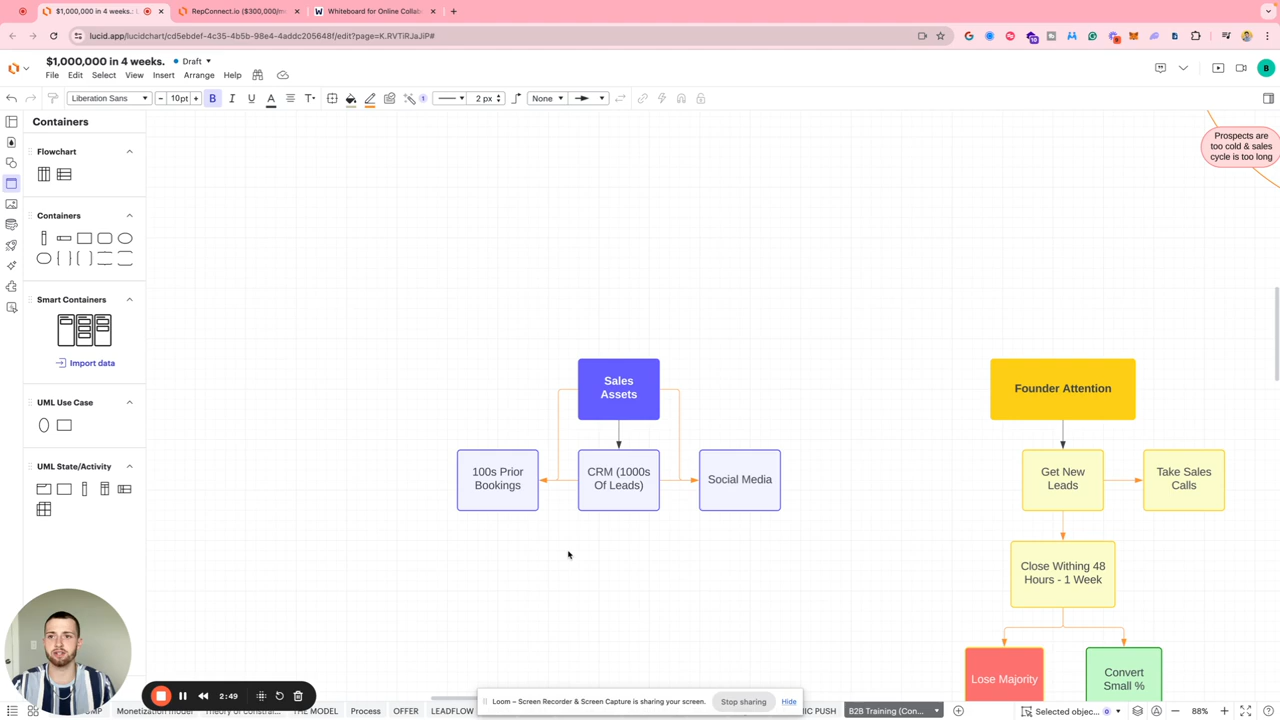 $1,000,000 in 4 weeks.: L
RepConnect.io ($300,000/m
Whiteboard for Online Collab
lucid.app/lucidchart/cd5ebdef-4c35-4b5b-98e4-4addc205648f/edit?page=K.RVTiRJaJiP#
$1,000,000 in 4 weeks.
Draft
File Edit Select View Insert Arrange Help
B
Liberation Sans
10 pt
B I U A T
1
2 px
None
Containers
Flowchart
Containers
Smart Containers
Import data
UML Use Case
UML State/Activity
Prospects are
too cold & sales
cycle is too long
Sales
Assets
100s Prior
Bookings
CRM (1000s
Of Leads)
Social Media
Founder Attention
Get New
Leads
Take Sales
Calls
Close Withing 48
Hours - 1 Week
Lose Majority
Convert
Small %
2:49
Loom – Screen Recorder & Screen Capture is sharing your screen.
Stop sharing
Hide
Monetization model
THE MODEL
Process
OFFER
LEADFLOW
IC PUSH
B2B Training (Con...
Selected objec...
0
88%